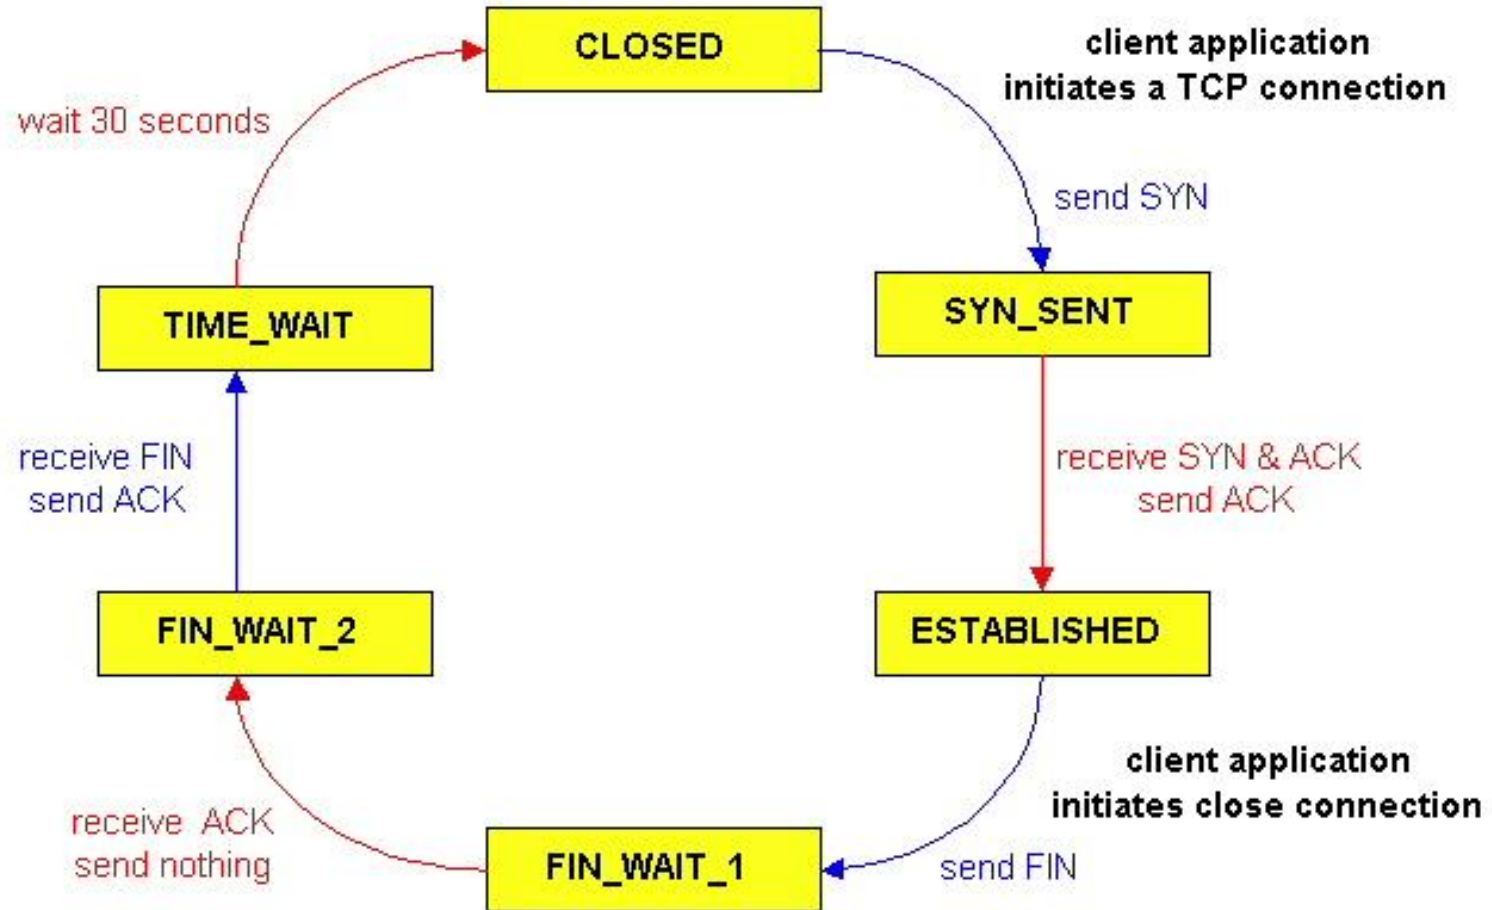 CLOSED
client application
initiates a TCP connection
wait 30 seconds
send SYN
TIME_WAIT
SYN_SENT
receive FIN
send ACK
receive SYN & ACK
send ACK
FIN_WAIT_2
ESTABLISHED
client application
initiates close connection
receive ACK
send nothing
FIN_WAIT_1
send FIN